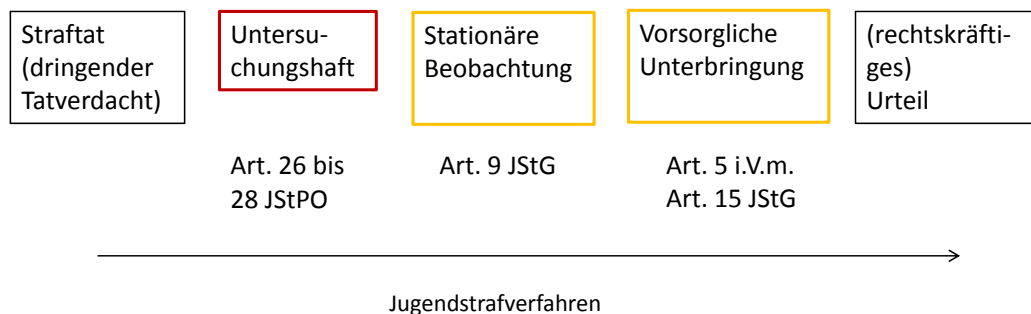 Straftat
(dringender
Tatverdacht)
Untersu-
chungshaft
Stationäre
Beobachtung
Vorsorgliche
Unterbringung
(rechtskräfti-
ges)
Urteil
Art. 26 bis
28 JStPO
Art. 9 JStG
Art. 5 i.V.m.
Art. 15 JStG
Jugendstrafverfahren